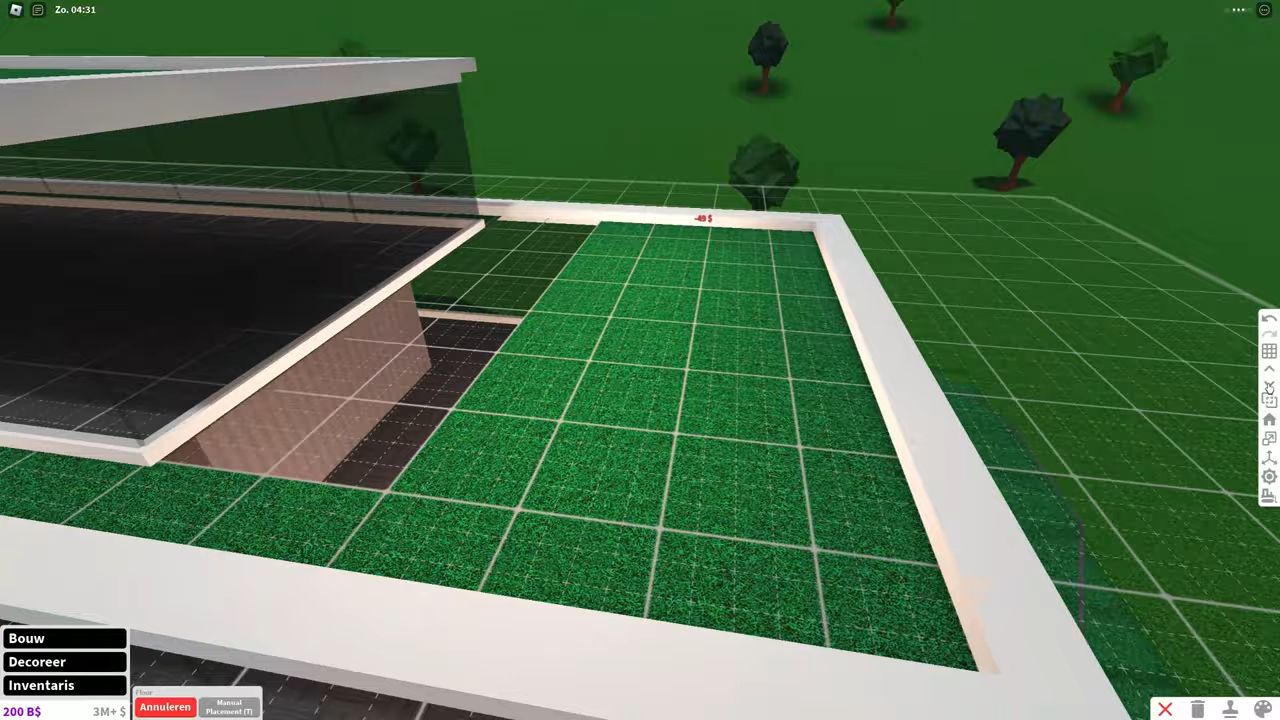 Zo. 04:31
-49 $
Bouw
Decoreer
Inventaris
200 B$
3M+ $
Floor
Annuleren
Manual
Placement (T)